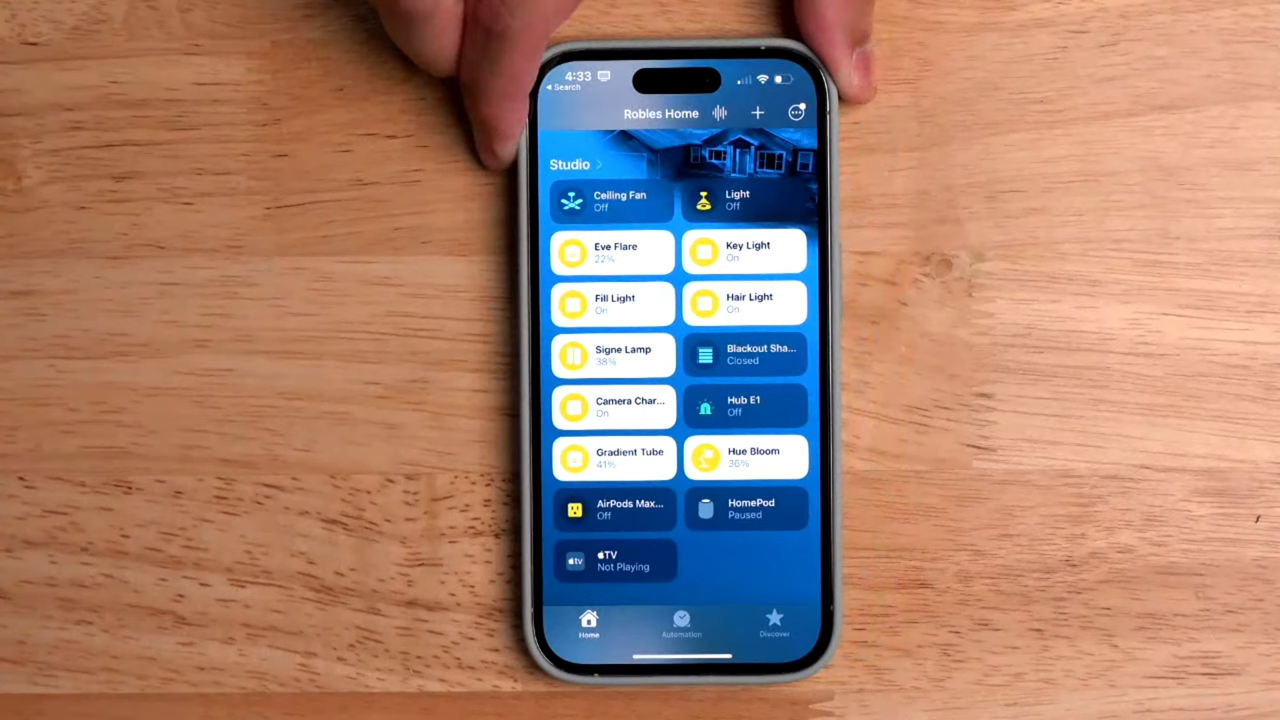 4:33
◀ Search
Robles Home
Studio >
Ceiling Fan
Off
Light
Off
Eve Flare
22%
Key Light
On
Fill Light
On
Hair Light
On
Signe Lamp
38%
Blackout Sha...
Closed
Camera Char...
On
Hub E1
Off
Gradient Tube
41%
Hue Bloom
36%
AirPods Max...
Off
HomePod
Paused
tv
TV
Not Playing
Home
Automation
Discover